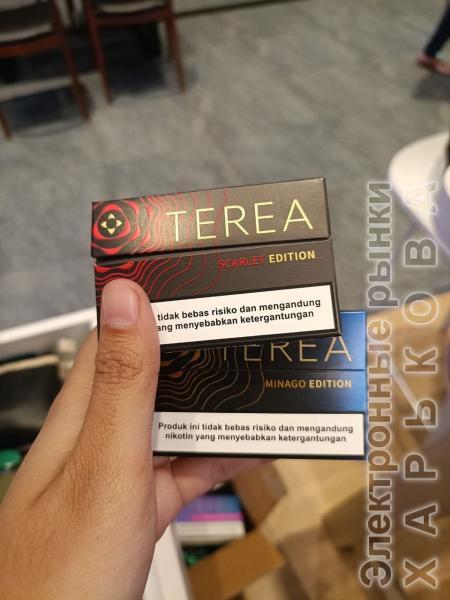 TEREA
SCARLET EDITION
tidak bebas risiko dan mengandung
yang menyebabkan ketergantungan
TEREA
MINAGO EDITION
Produk ini tidak bebas risiko dan mengandung
nikotin yang menyebabkan ketergantungan
Электронные рынки
ХАРЬКОВА